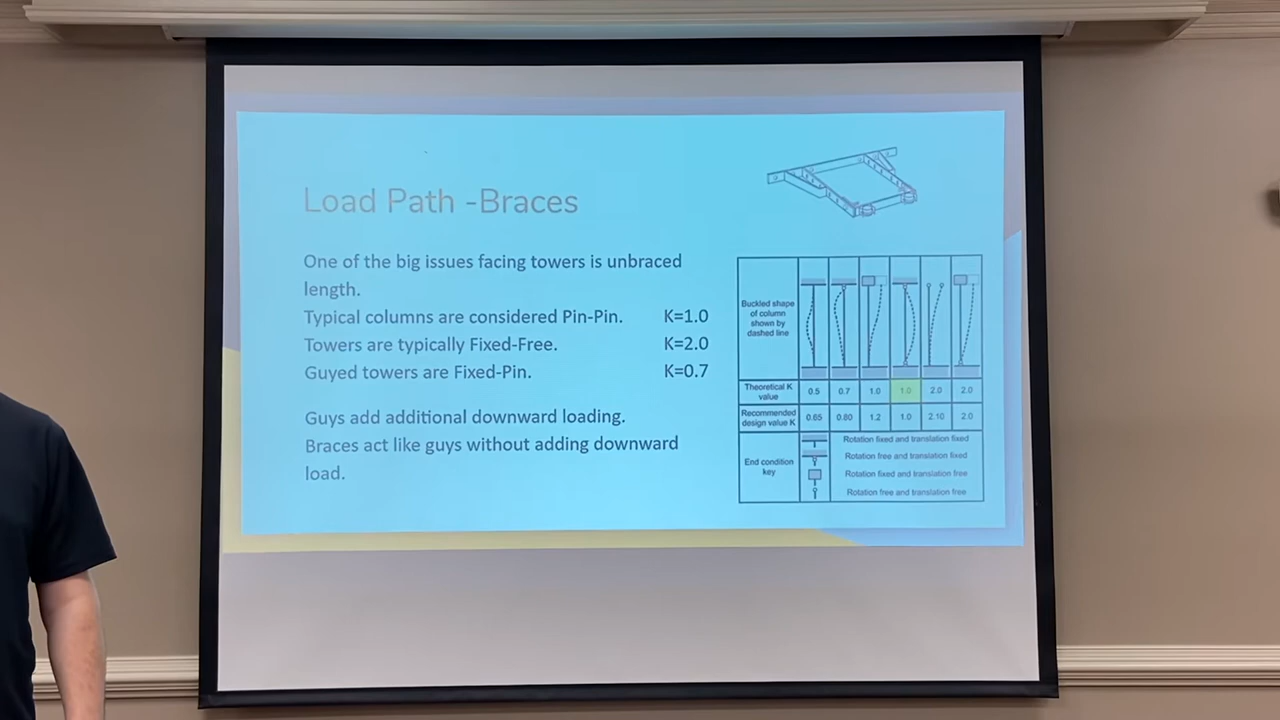 Load Path -Braces
One of the big issues facing towers is unbraced
length.
Typical columns are considered Pin-Pin. K=1.0
Towers are typically Fixed-Free. K=2.0
Guyed towers are Fixed-Pin. K=0.7
Guys add additional downward loading.
Braces act like guys without adding downward
load.
Buckled shape
of column
shown by
dashed line
Theoretical K
value
0.5 0.7 1.0 1.0 2.0 2.0
Recommended
design value K
0.65 0.80 1.2 1.0 2.10 2.0
End condition
key
Rotation fixed and translation fixed
Rotation free and translation fixed
Rotation fixed and translation free
Rotation free and translation free